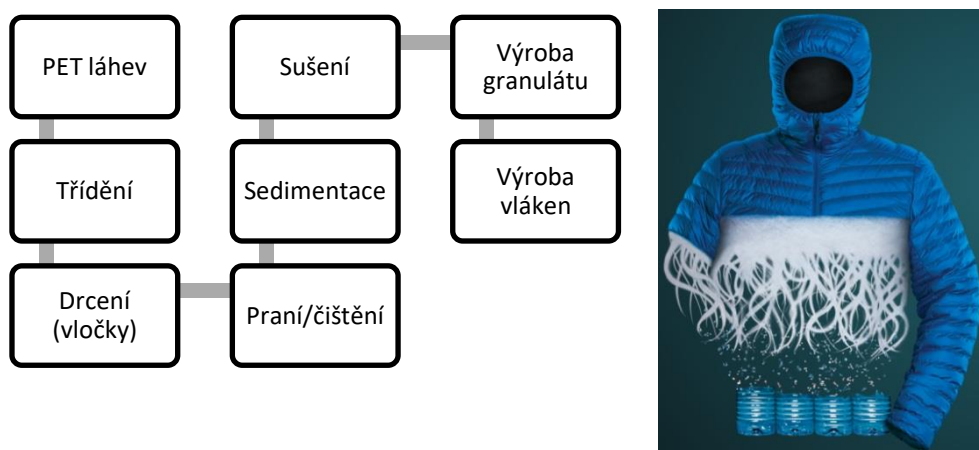 PET láhev
Třídění
Drcení
(vločky)
Praní/čištění
Sedimentace
Sušení
Výroba
granulátu
Výroba
vláken